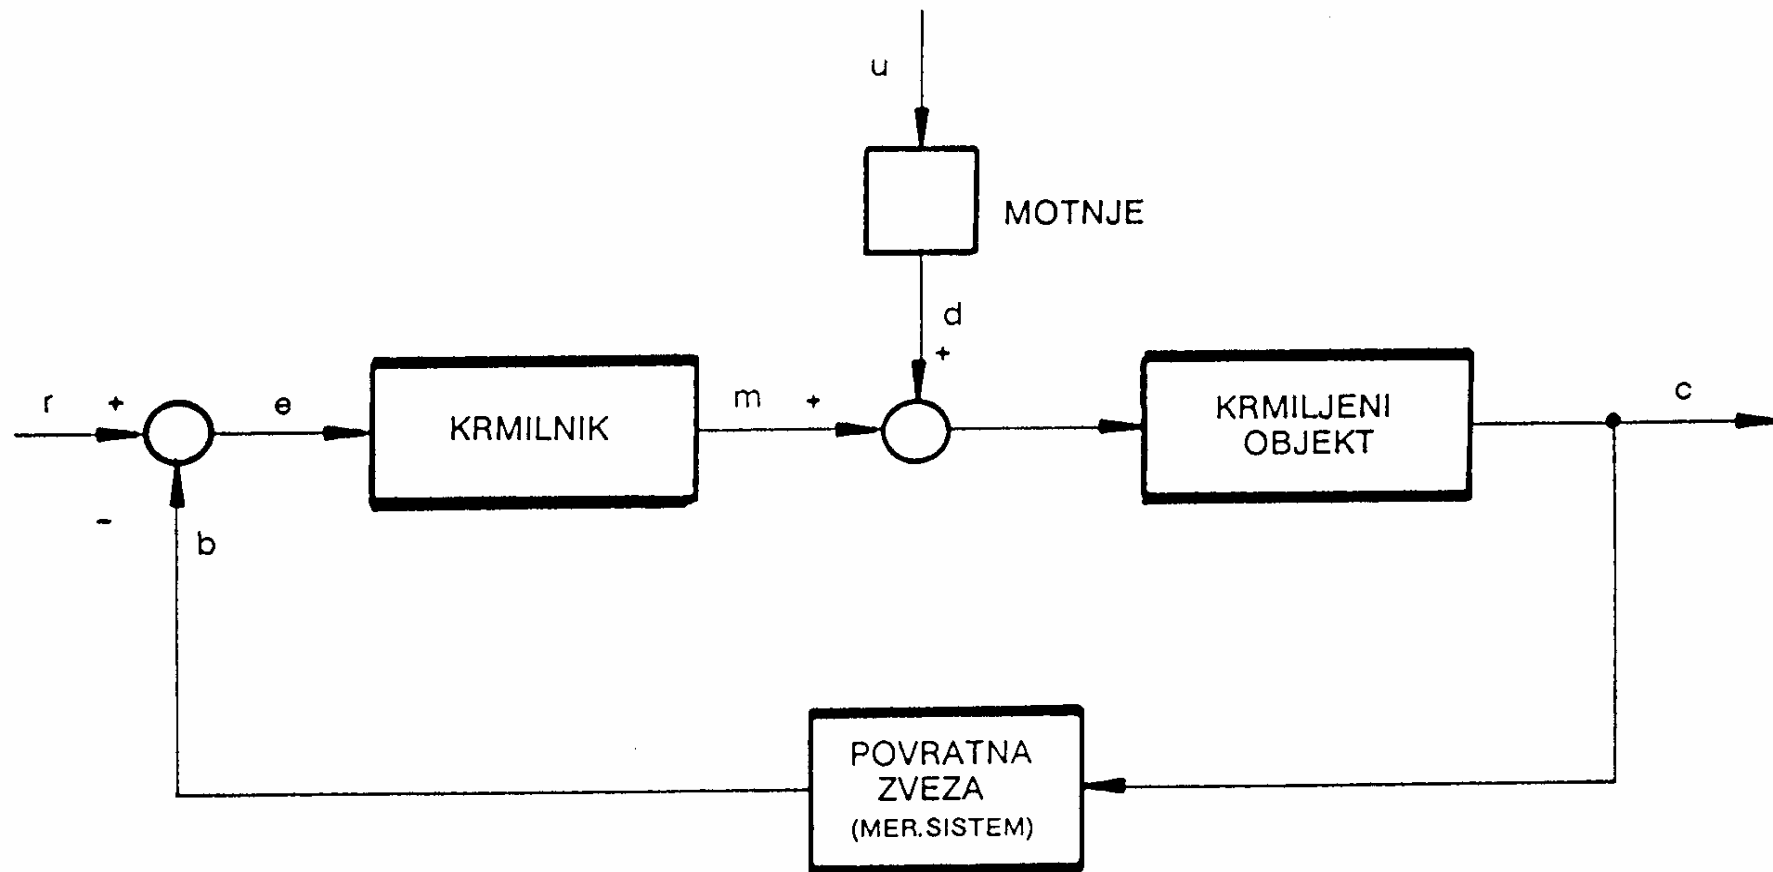 u
MOTNJE
d
+
r + e KRMILNIK m + KRMILJENI c
OBJEKT
-
b
POVRATNA
ZVEZA
(MER.SISTEM)